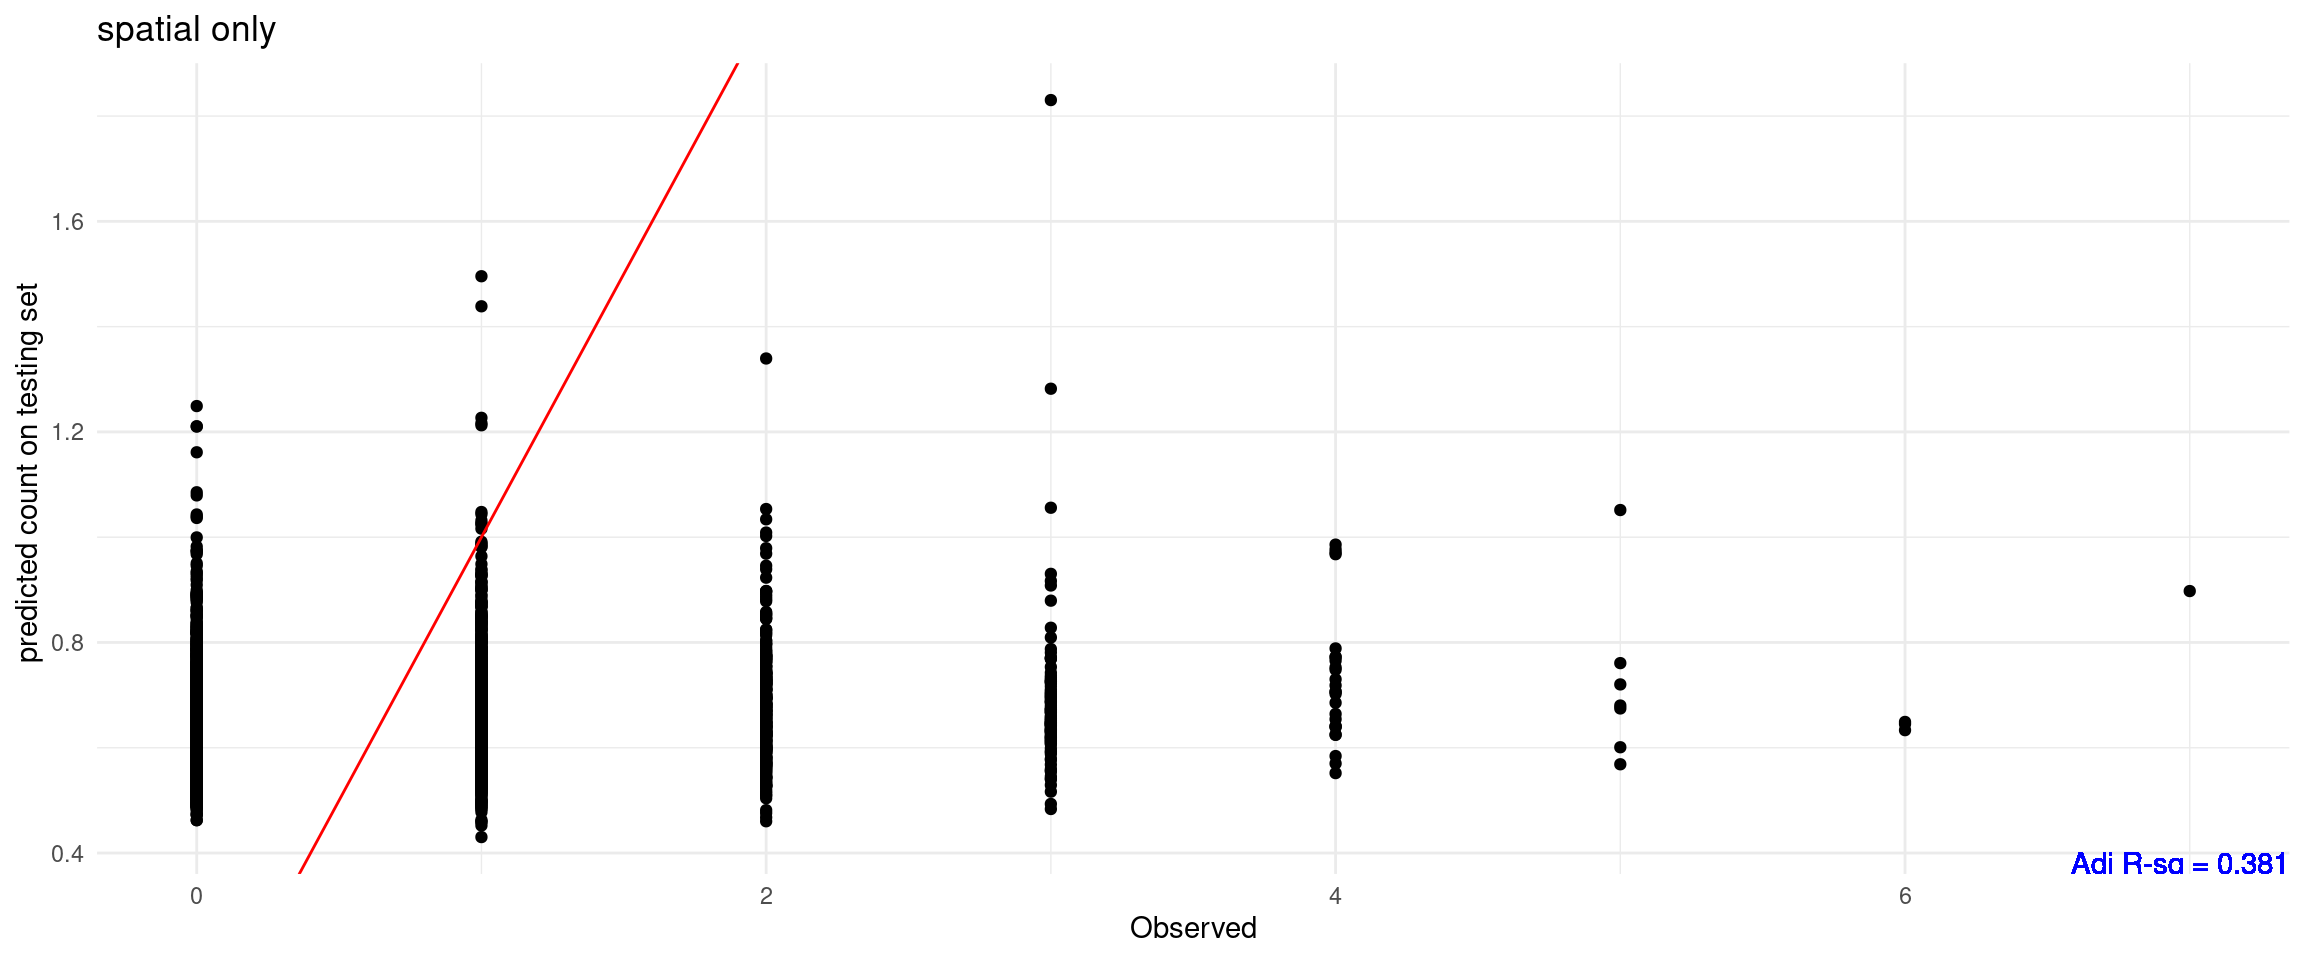 spatial only
predicted count on testing set
1.6
1.2
0.8
0.4
0
2
4
6
Observed
Adj R-sq = 0.381